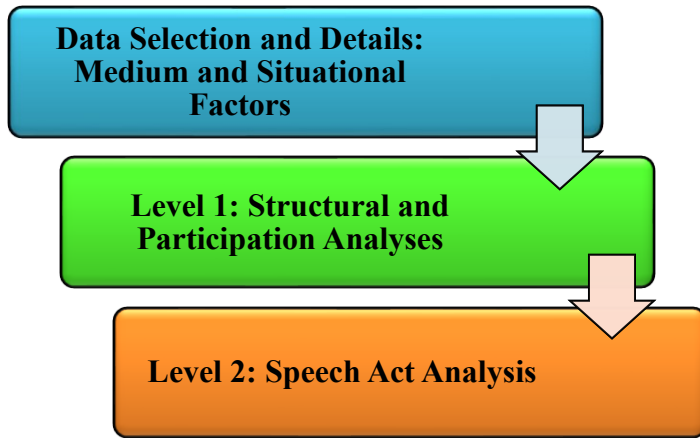 Data Selection and Details:
Medium and Situational
Factors
Level 1: Structural and
Participation Analyses
Level 2: Speech Act Analysis